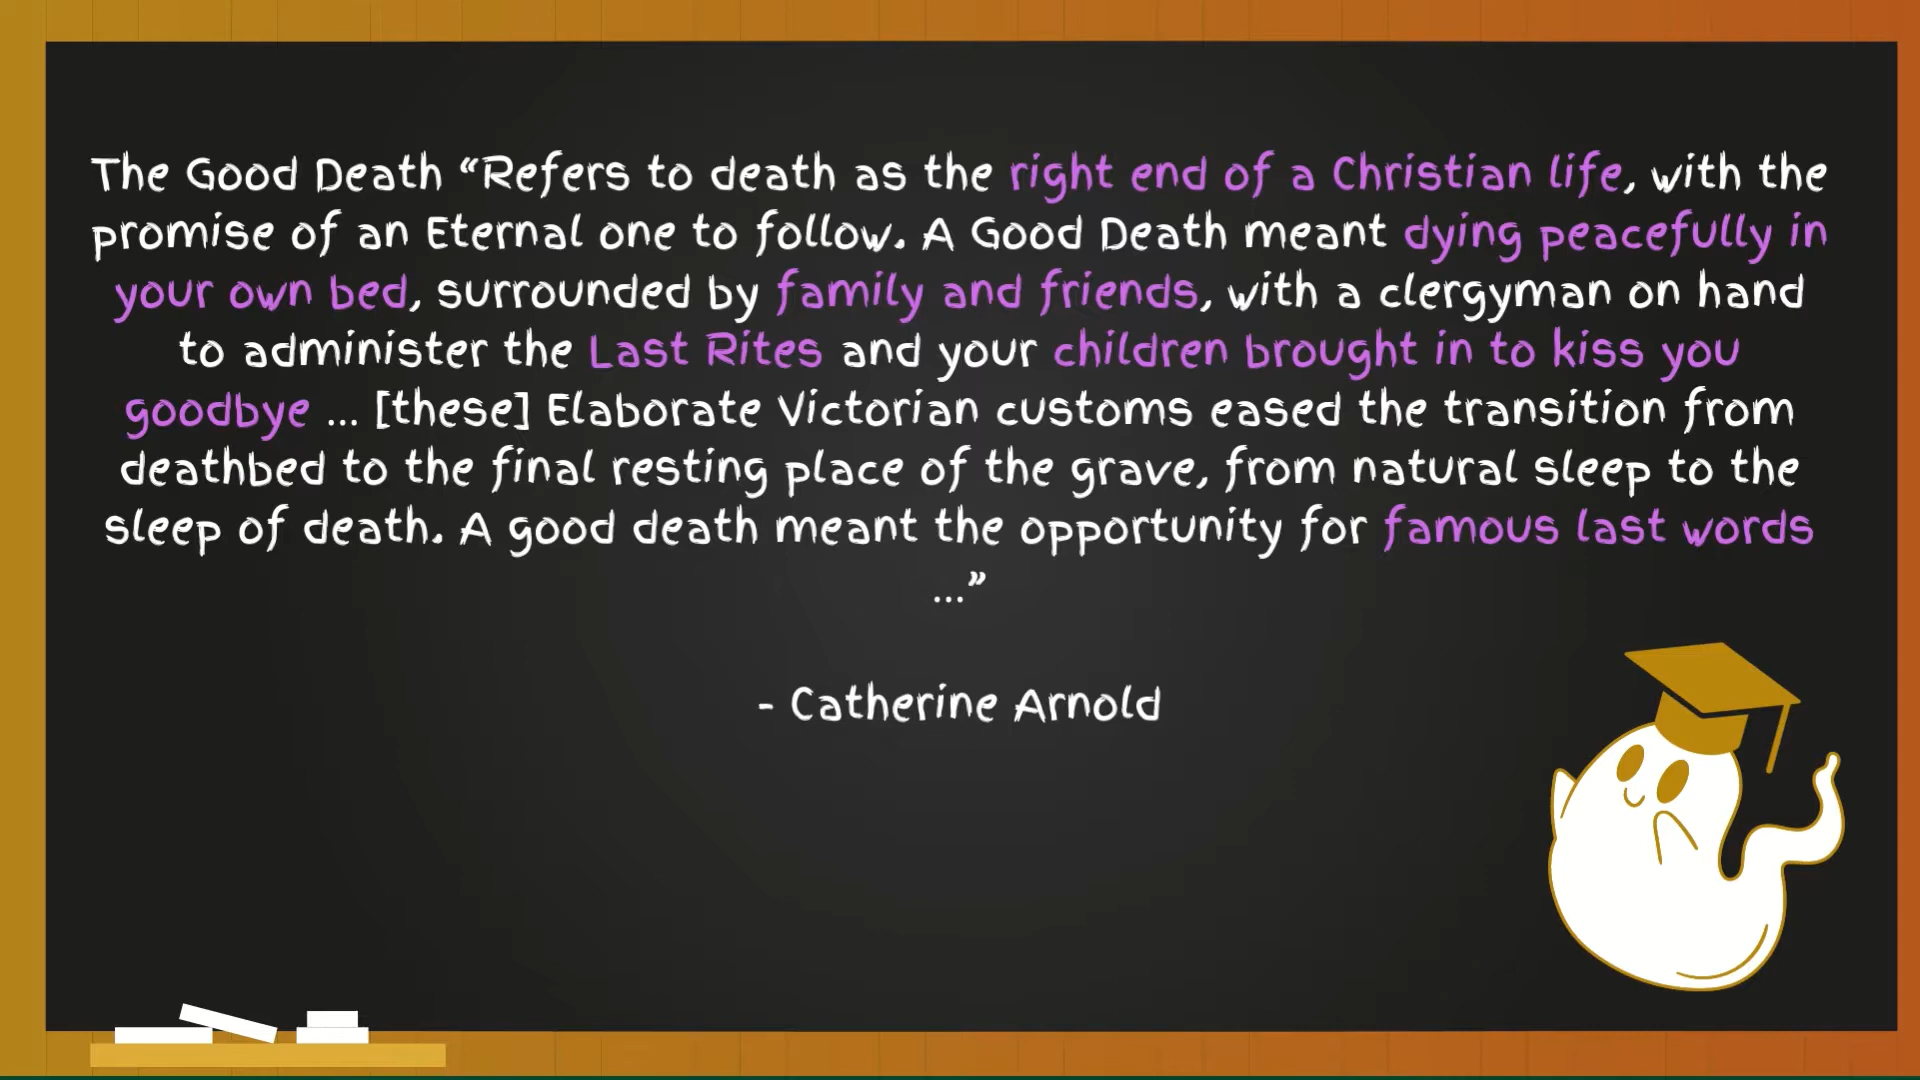 The Good Death “Refers to death as the right end of a Christian life, with the
promise of an Eternal one to follow. A Good Death meant dying peacefully in
your own bed, surrounded by family and friends, with a clergyman on hand
to administer the Last Rites and your children brought in to kiss you
goodbye ... [these] Elaborate Victorian customs eased the transition from
deathbed to the final resting place of the grave, from natural sleep to the
sleep of death. A good death meant the opportunity for famous last words
...”
- Catherine Arnold